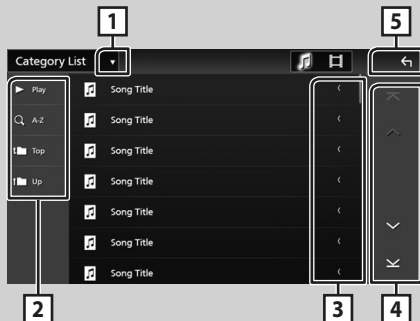 1
5
Category List
Play
Song Title
A-Z
Song Title
Top
Song Title
Up
Song Title
Song Title
Song Title
Song Title
2
3
4